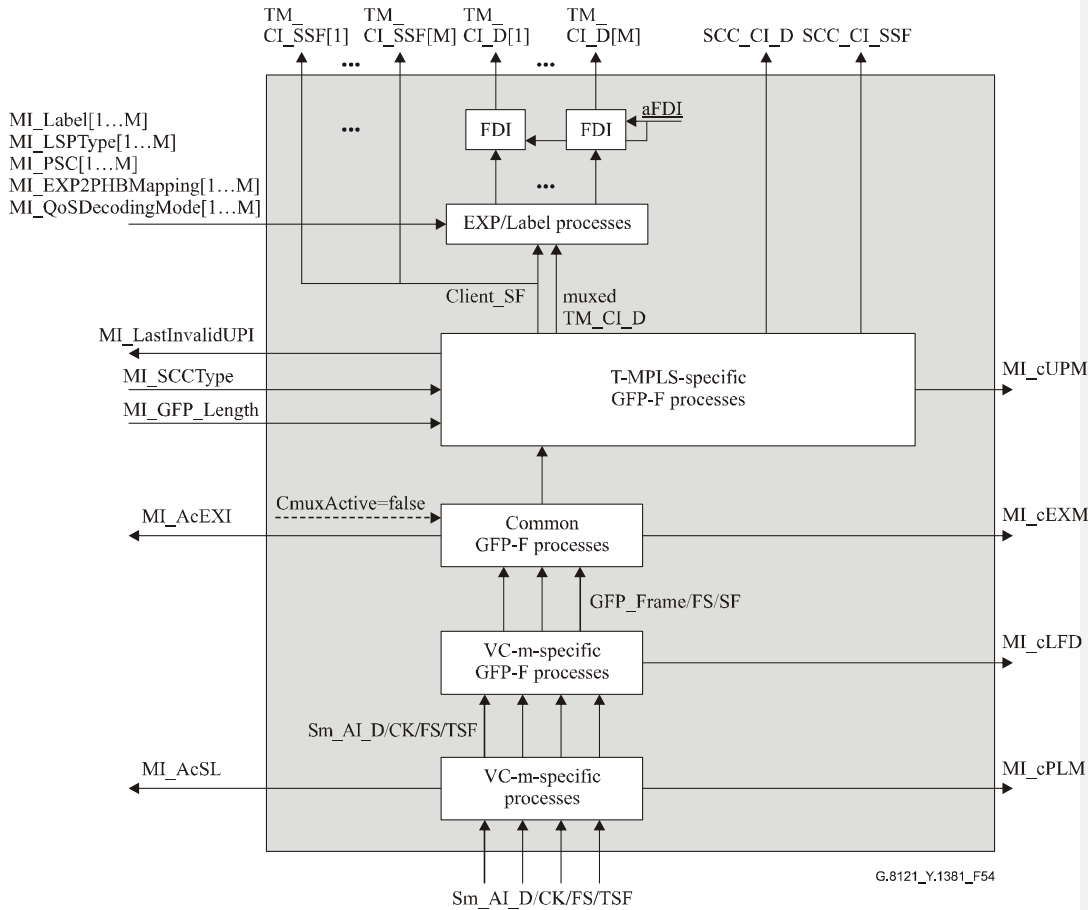 TM_
CI_SSF[1]
TM_
CI_SSF[M]
TM_
CI_D[1]
TM_
CI_D[M]
SCC_CI_D
SCC_CI_SSF
...
...
MI_Label[1…M]
MI_LSPType[1…M]
MI_PSC[1…M]
MI_EXP2PHBMapping[1…M]
MI_QoSDecodingMode[1…M]
...
FDI
FDI
aFDI
...
EXP/Label processes
Client_SF
muxed
TM_CI_D
MI_LastInvalidUPI
MI_SCCType
MI_GFP_Length
T-MPLS-specific
GFP-F processes
MI_cUPM
CmuxActive=false
MI_AcEXI
Common
GFP-F processes
MI_cEXM
GFP_Frame/FS/SF
VC-m-specific
GFP-F processes
MI_cLFD
Sm_AI_D/CK/FS/TSF
MI_AcSL
VC-m-specific
processes
MI_cPLM
Sm_AI_D/CK/FS/TSF
G.8121_Y.1381_F54